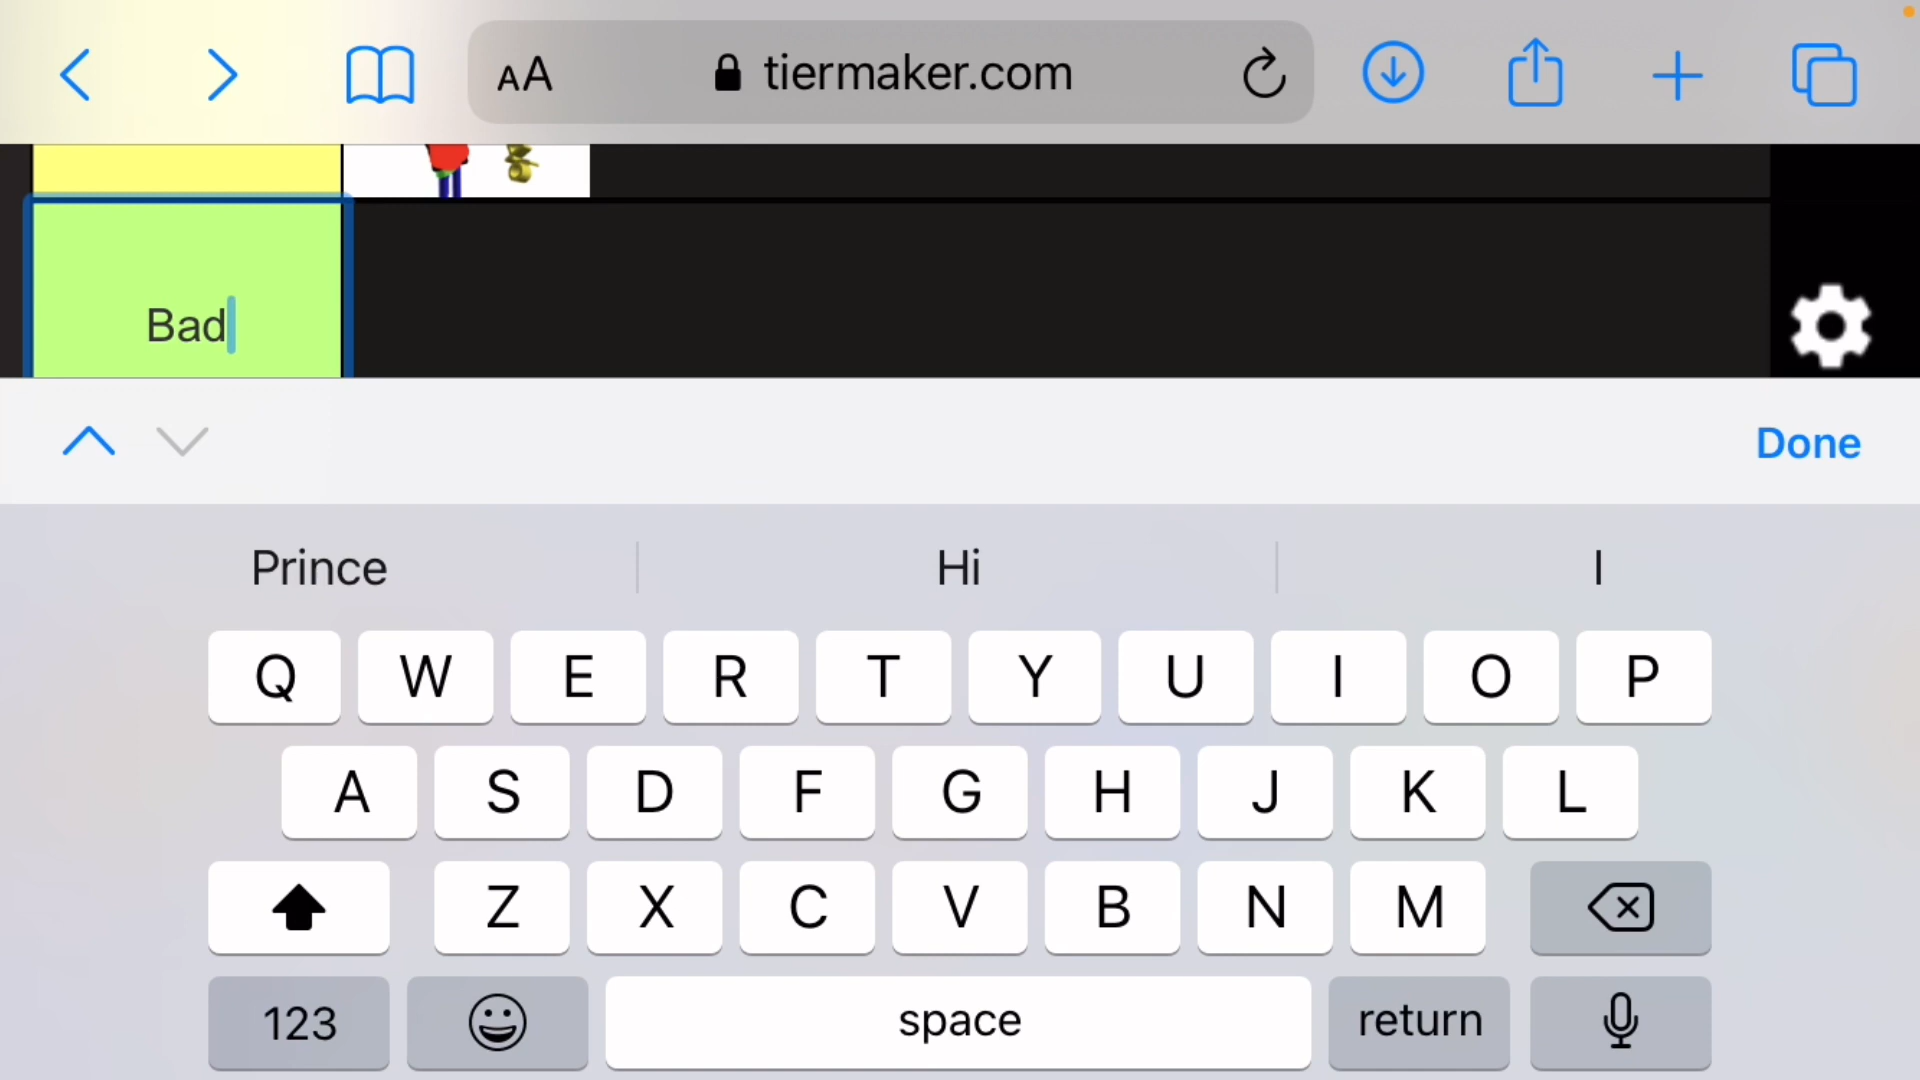 AA tiermaker.com
Bad
Done
Prince Hi I
Q W E R T Y U I O P
A S D F G H J K L
Z X C V B N M
123 space return